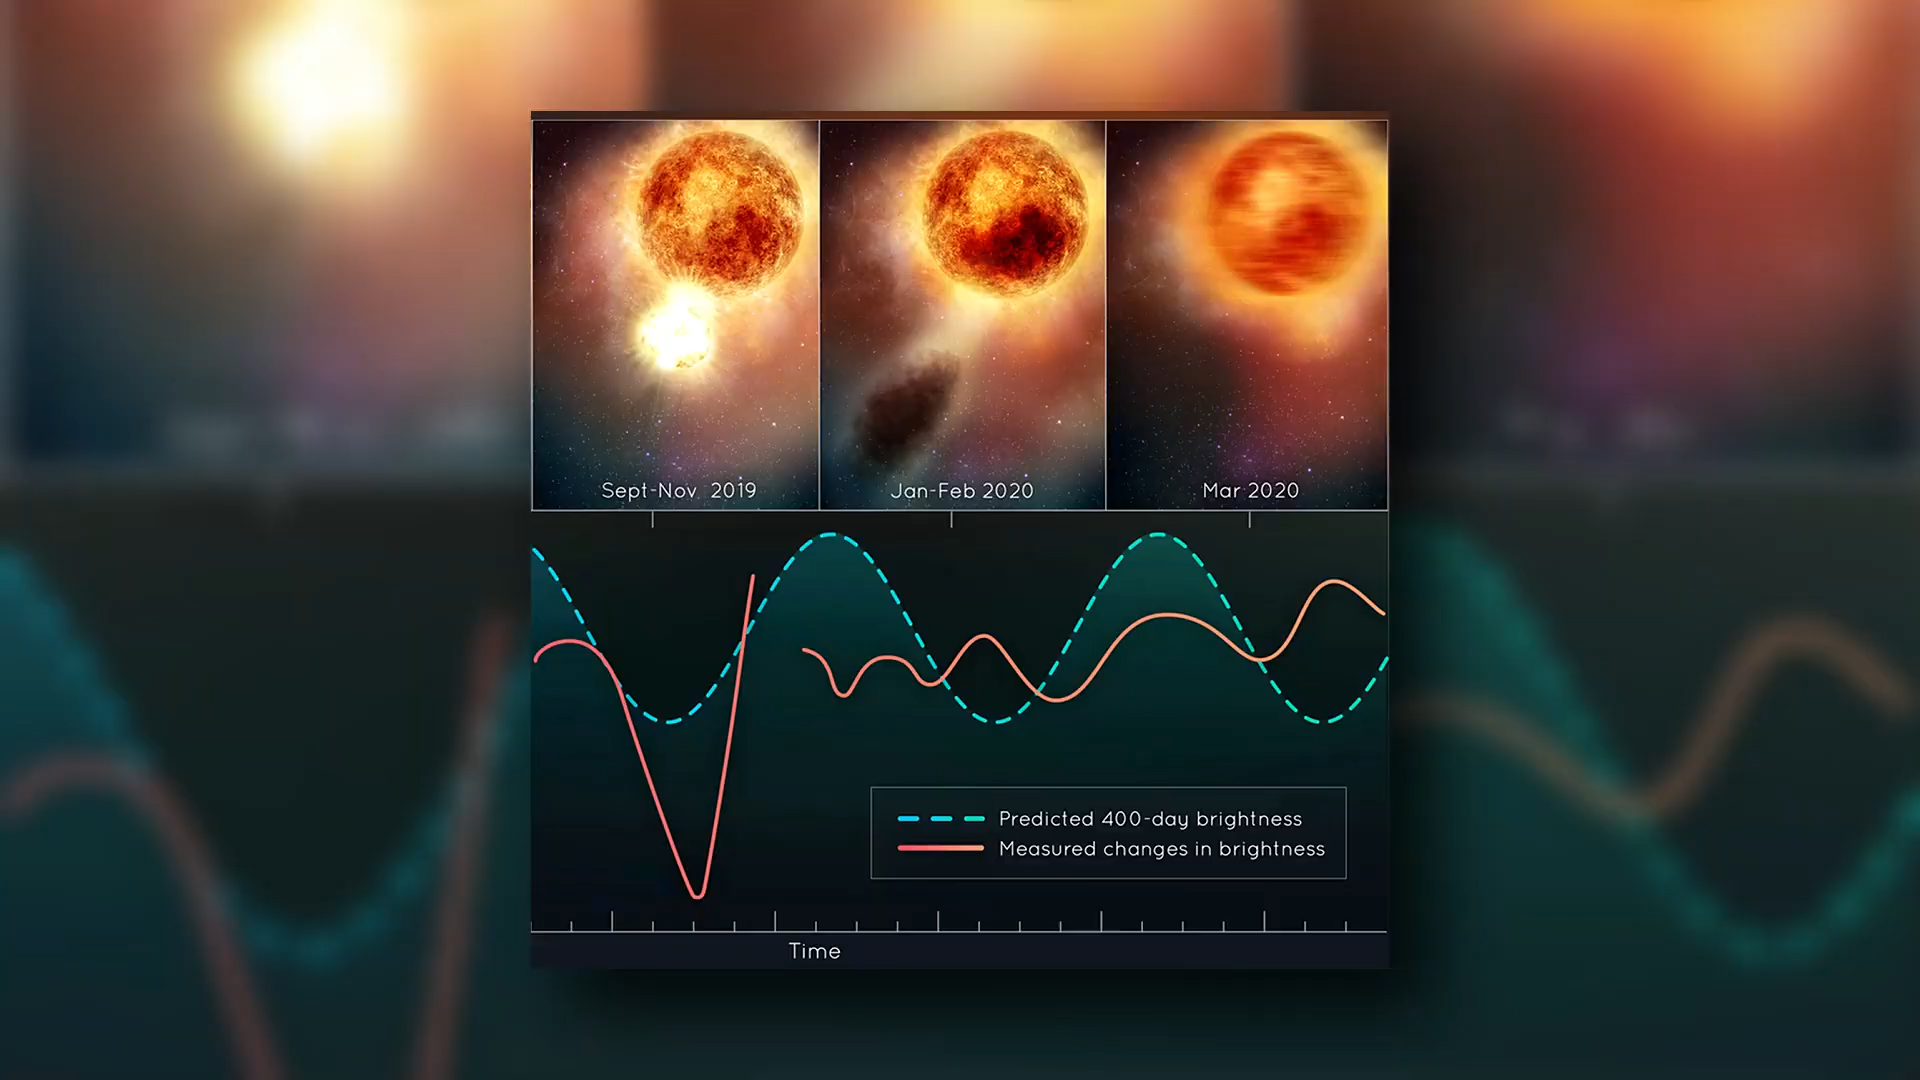 Sept-Nov 2019
Jan-Feb 2020
Mar 2020
Predicted 400-day brightness
Measured changes in brightness
Time